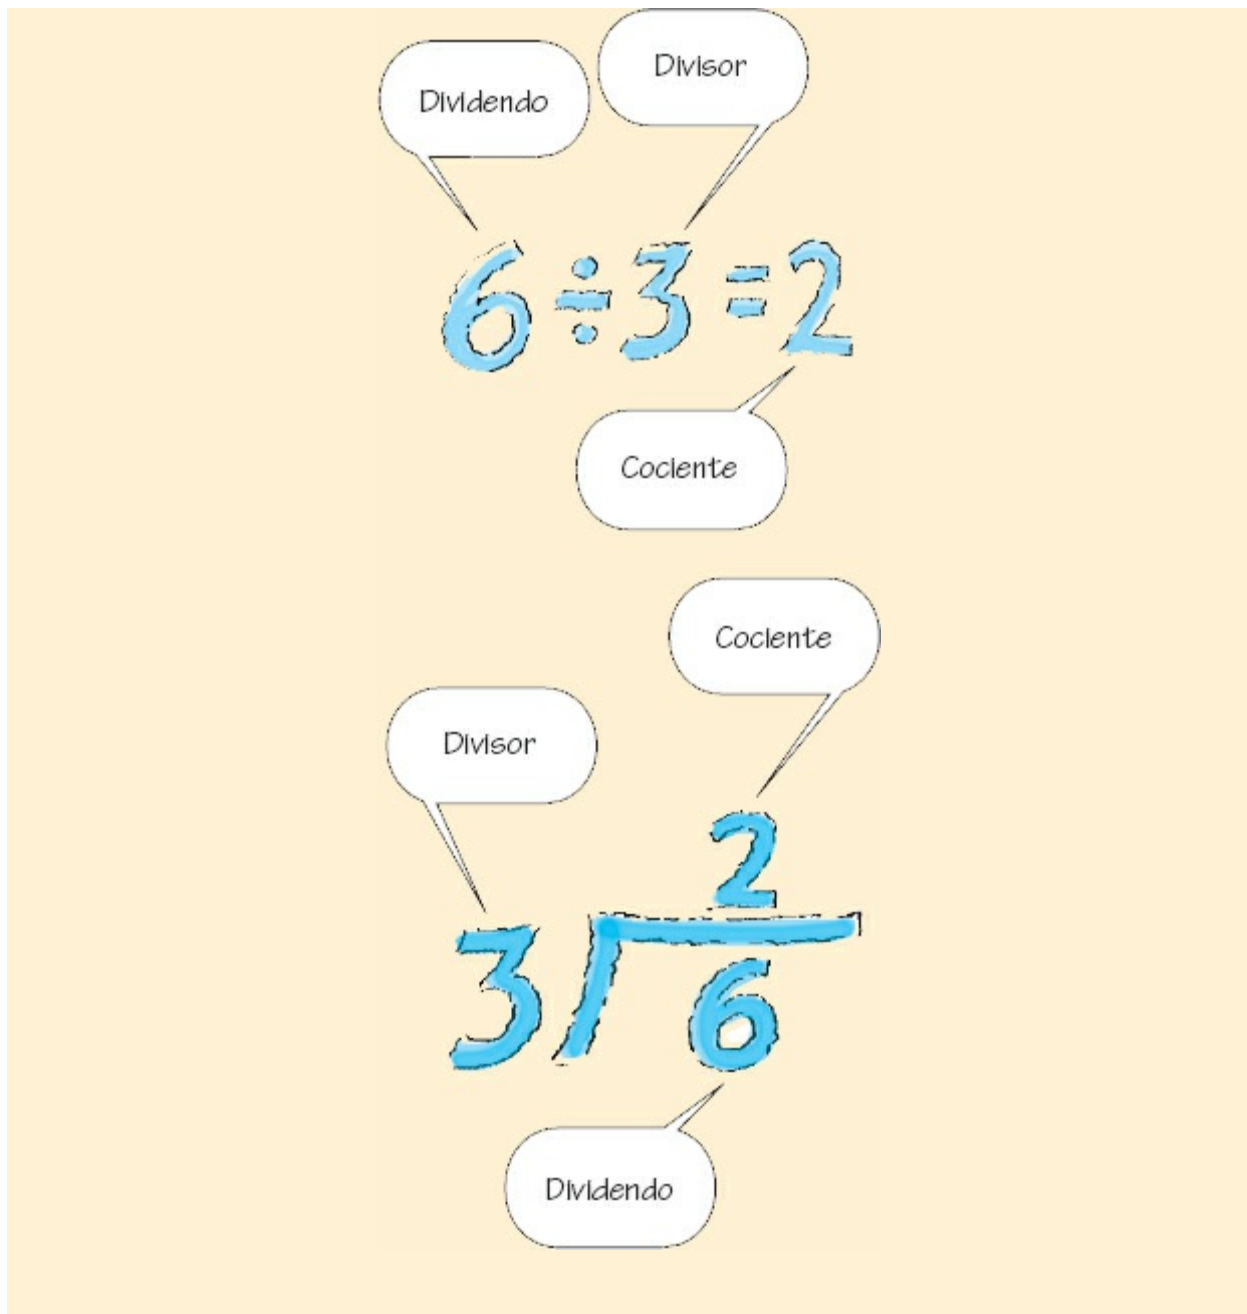 Dividendo
Divisor
6 ÷ 3 = 2
Cociente
Cociente
Divisor
2
3 6
Dividendo